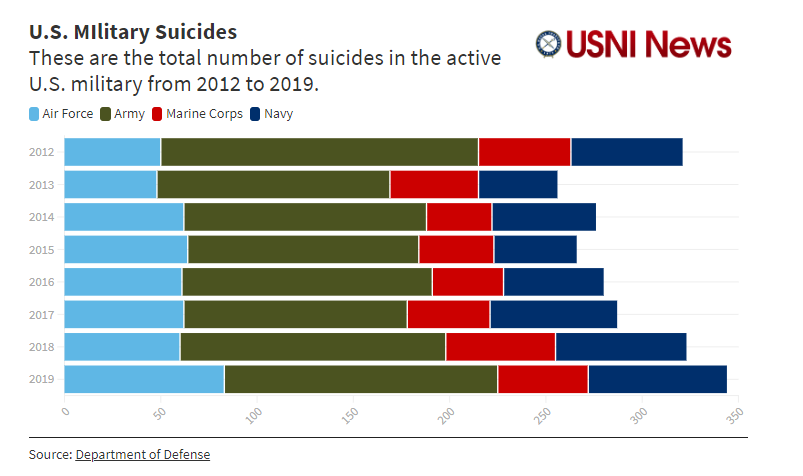 U.S. MIlitary Suicides
These are the total number of suicides in the active
U.S. military from 2012 to 2019.
USNI News
Air Force Army Marine Corps Navy
2012
2013
2014
2015
2016
2017
2018
2019
0 50 100 150 200 250 300 350
Source: Department of Defense